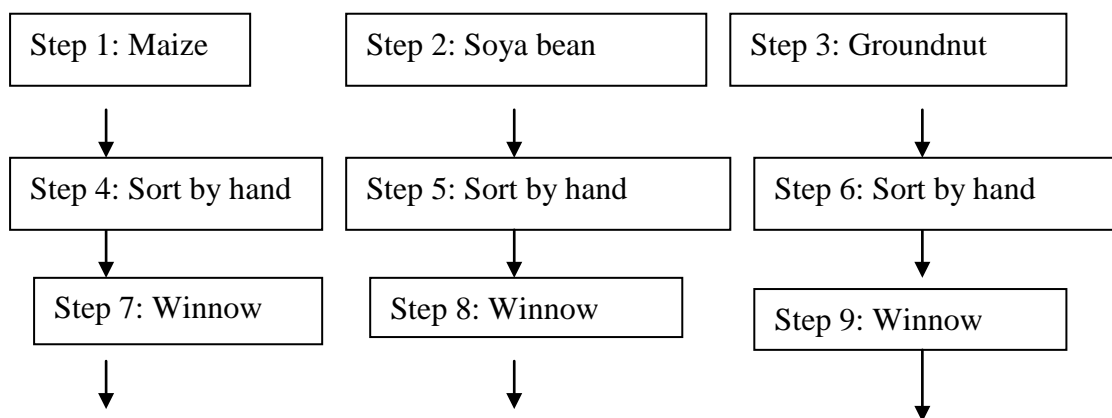 Step 1: Maize
Step 2: Soya bean
Step 3: Groundnut
Step 4: Sort by hand
Step 5: Sort by hand
Step 6: Sort by hand
Step 7: Winnow
Step 8: Winnow
Step 9: Winnow